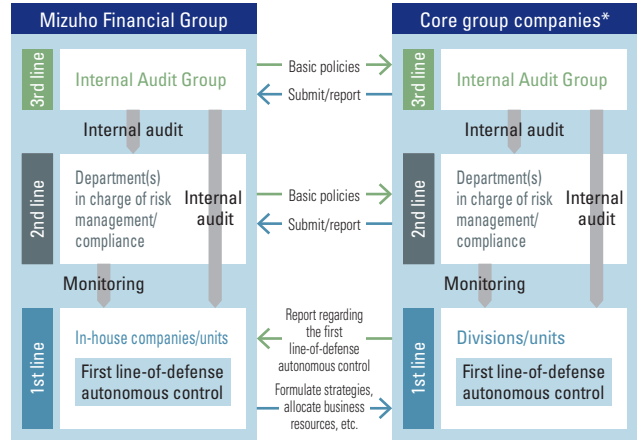 Mizuho Financial Group
3rd line
Internal Audit Group
Internal audit
2nd line
Department(s)
in charge of risk
management/
compliance
Internal
audit
Monitoring
1st line
In-house companies/units
First line-of-defense
autonomous control
Basic policies
Submit/report
Basic policies
Submit/report
Report regarding
the first
line-of-defense
autonomous control
Formulate strategies,
allocate business
resources, etc.
Core group companies*
3rd line
Internal Audit Group
Internal audit
2nd line
Department(s)
in charge of risk
management/
compliance
Internal
audit
Monitoring
1st line
Divisions/units
First line-of-defense
autonomous control